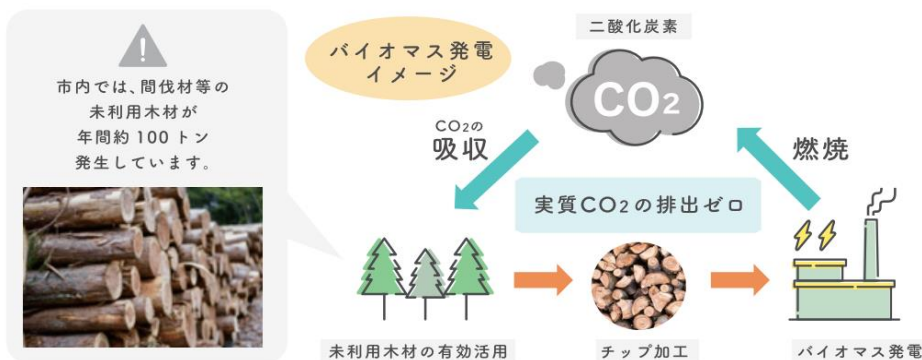 市内では、間伐材等の
未利用木材が
年間約100トン
発生しています。
バイオマス発電
イメージ
二酸化炭素
CO2
CO2の
吸収
燃焼
実質CO2の排出ゼロ
未利用木材の有効活用
チップ加工
バイオマス発電